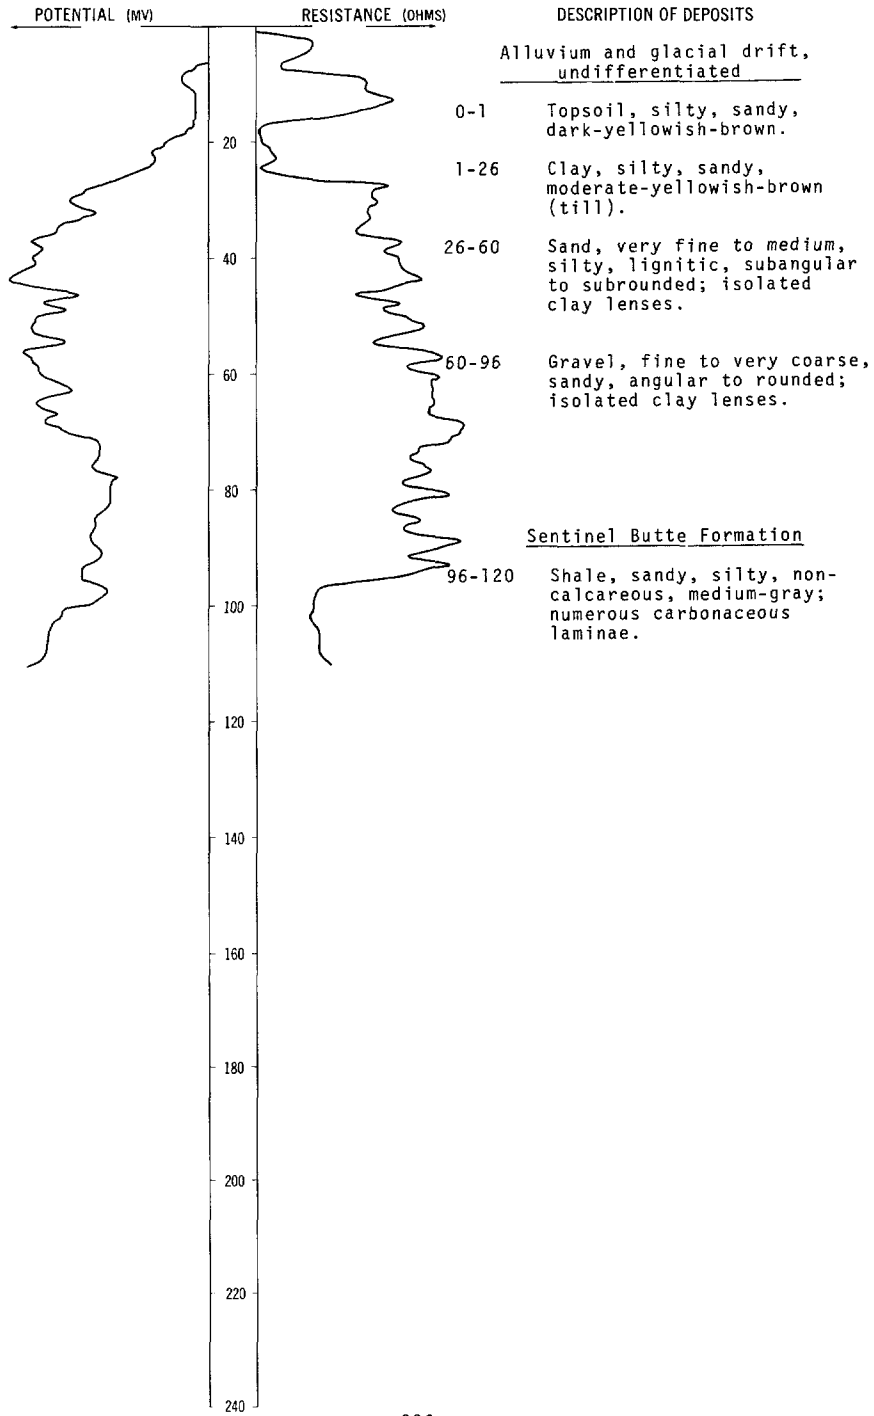 POTENTIAL (MV)
RESISTANCE (OHMS)
DESCRIPTION OF DEPOSITS
Alluvium and glacial drift,
undifferentiated
0-1 Topsoil, silty, sandy,
dark-yellowish-brown.
20
1-26 Clay, silty, sandy,
moderate-yellowish-brown
(till).
40
26-60 Sand, very fine to medium,
silty, lignitic, subangular
to subrounded; isolated
clay lenses.
60
60-96 Gravel, fine to very coarse,
sandy, angular to rounded;
isolated clay lenses.
80
Sentinel Butte Formation
96-120 Shale, sandy, silty, non-
calcareous, medium-gray;
numerous carbonaceous
laminae.
100
120
140
160
180
200
220
240